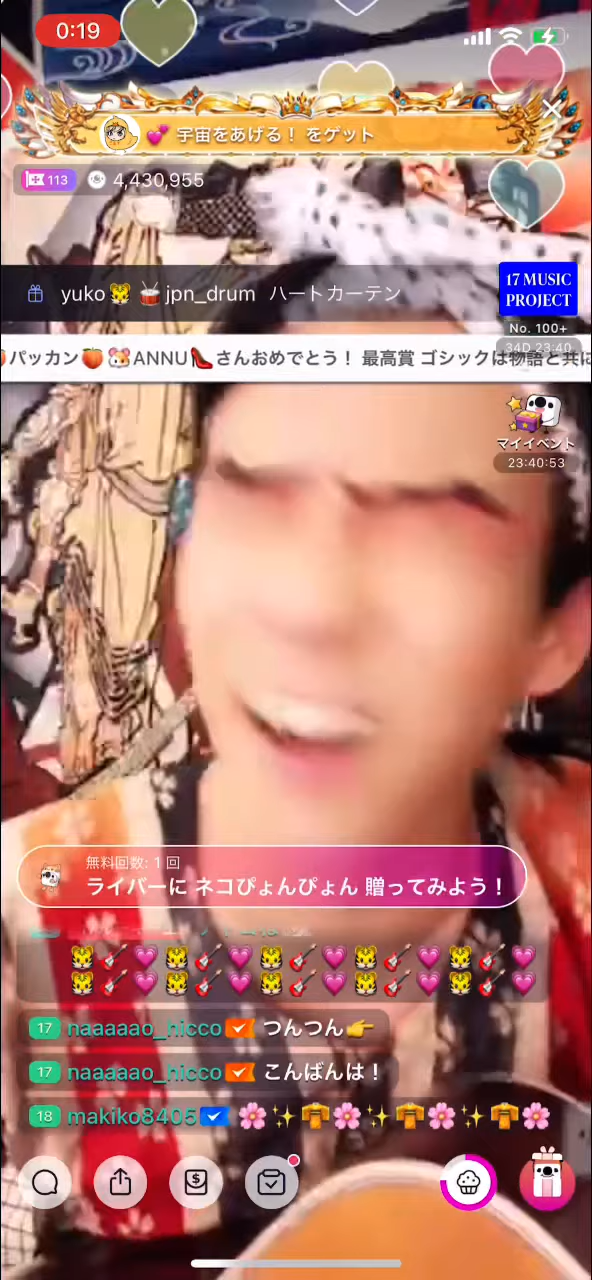 0:19
💕 宇宙をあげる！ をゲット
113 4,430,955
yuko🐯🥁jpn_drum ハートカーテン
17 MUSIC
PROJECT
No. 100+
34D 23:40
パッカン🍑🐹ANNU👠さんおめでとう！ 最高賞 ゴシックは物語と共に
マイイベント
23:40:53
無料回数: 1 回
ライバーに ネコぴょんぴょん 贈ってみよう！
🐯🎸💗🐯🎸💗🐯🎸💗🐯🎸💗🐯🎸💗
🐯🎸💗🐯🎸💗🐯🎸💗🐯🎸💗🐯🎸💗
17 naaaaao_hicco つんつん👉
17 naaaaao_hicco こんばんは！
18 makiko8405 🌸✨👘🌸✨👘🌸✨👘🌸